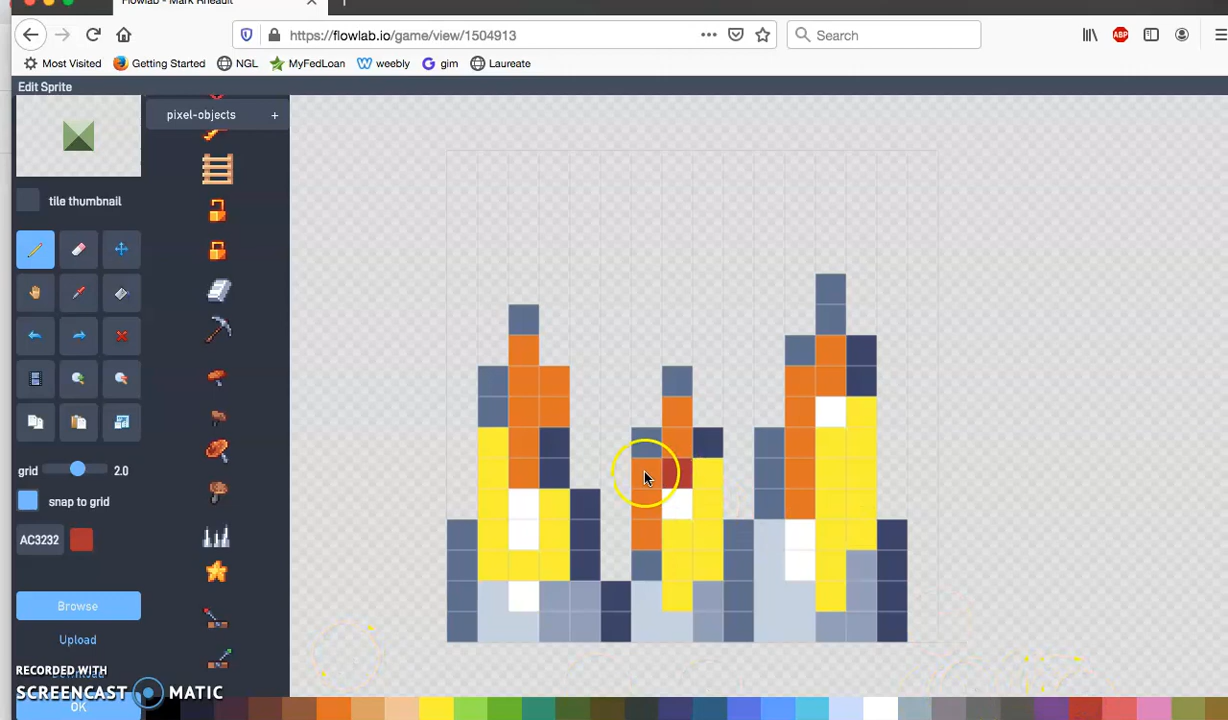 Flowlab - Mark Rheault
https://flowlab.io/game/view/1504913
Search
Most Visited
Getting Started
NGL
MyFedLoan
weebly
gim
Laureate
ABP
Edit Sprite
pixel-objects +
tile thumbnail
grid 2.0
snap to grid
AC3232
Browse
Upload
RECORDED WITH
SCREENCAST MATIC
OK